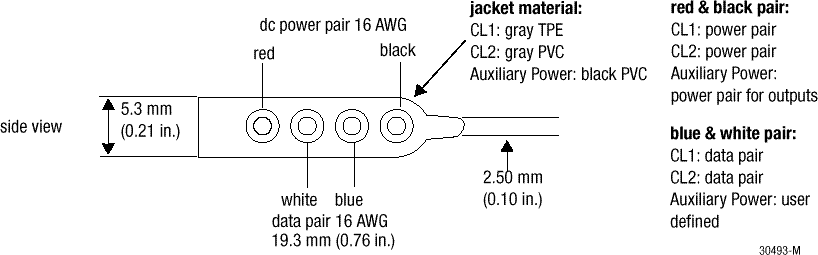 dc power pair 16 AWG
red
black
jacket material:
CL1: gray TPE
CL2: gray PVC
Auxiliary Power: black PVC
red & black pair:
CL1: power pair
CL2: power pair
Auxiliary Power:
power pair for outputs
side view
5.3 mm
(0.21 in.)
white
blue
data pair 16 AWG
19.3 mm (0.76 in.)
2.50 mm
(0.10 in.)
blue & white pair:
CL1: data pair
CL2: data pair
Auxiliary Power: user
defined
30493-M